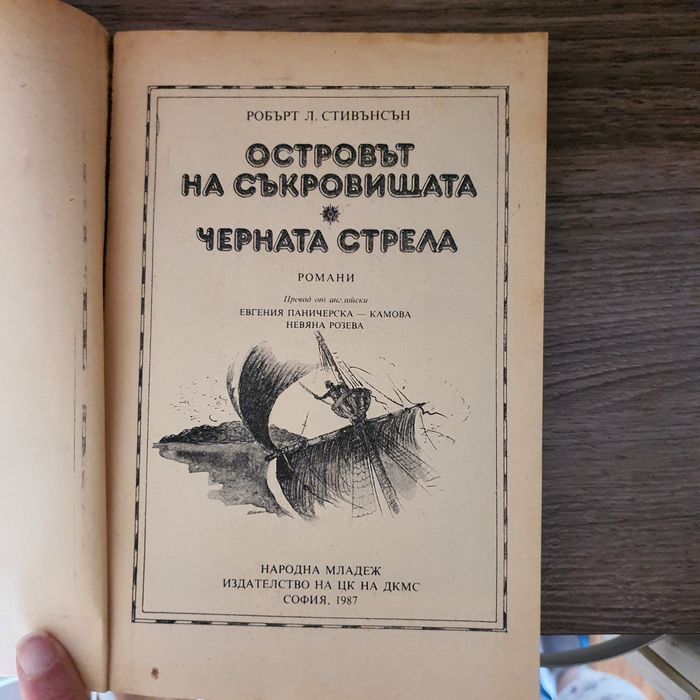 РОБЪРТ Л. СТИВЪНСЪН
ОСТРОВЪТ
НА СЪКРОВИЩАТА
ЧЕРНАТА СТРЕЛА
РОМАНИ
Превод от английски
ЕВГЕНИЯ ПАНИЧЕРСКА — КАМОВА
НЕВЯНА РОЗЕВА
НАРОДНА МЛАДЕЖ
ИЗДАТЕЛСТВО НА ЦК НА ДКМС
СОФИЯ, 1987